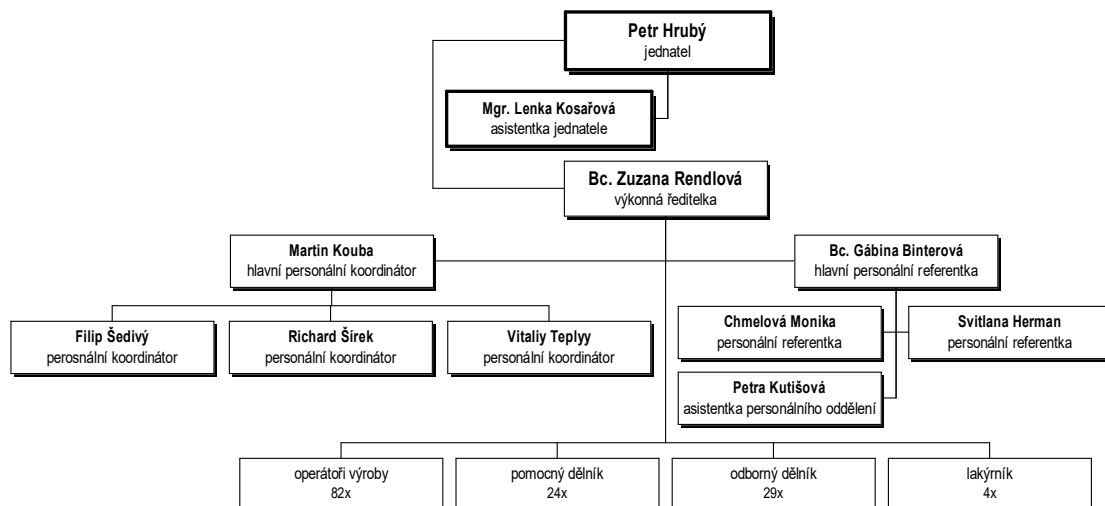 Petr Hrubý
jednatel
Mgr. Lenka Kosařová
asistentka jednatele
Bc. Zuzana Rendlová
výkonná ředitelka
Martin Kouba
hlavní personální koordinátor
Bc. Gábina Binterová
hlavní personální referentka
Filip Šedivý
perosnální koordinátor
Richard Šírek
personální koordinátor
Vitaliy Teplyy
personální koordinátor
Chmelová Monika
personální referentka
Svitlana Herman
personální referentka
Petra Kutišová
asistentka personálního oddělení
operátoři výroby
82x
pomocný dělník
24x
odborný dělník
29x
lakýrník
4x